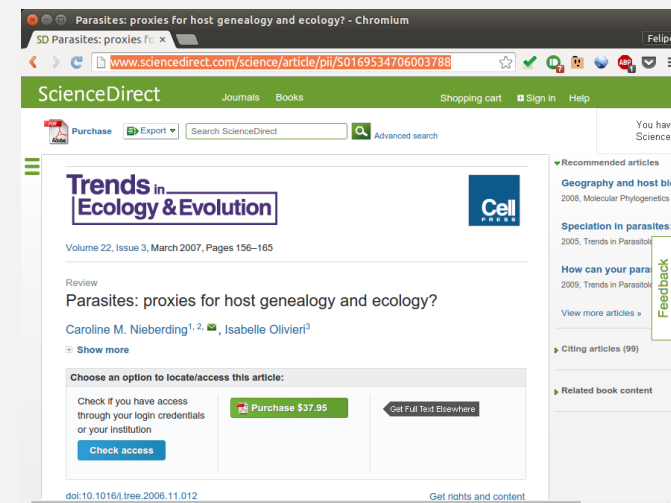 Parasites: proxies for host genealogy and ecology? - Chromium
SD Parasites: proxies fo ×
Felip
www.sciencedirect.com/science/article/pii/S0169534706003788
ABP
ScienceDirect
Journals Books
Shopping cart Sign in Help
PDF
Adobe
Purchase
Export
Search ScienceDirect
Advanced search
You hav
Science
Trends in
Ecology & Evolution
Cell
PRESS
Volume 22, Issue 3, March 2007, Pages 156–165
Review
Parasites: proxies for host genealogy and ecology?
Caroline M. Nieberding1, 2, , Isabelle Olivieri3
Show more
Choose an option to locate/access this article:
Check if you have access
through your login credentials
or your institution
Check access
Purchase $37.95
Get Full Text Elsewhere
doi:10.1016/j.tree.2006.11.012
Get rights and content
Recommended articles
Geography and host bi
2008, Molecular Phylogenetics
Speciation in parasites:
2005, Trends in Parasitolo
How can your para
2009, Trends in Parasitolo
View more articles »
Citing articles (99)
Related book content
Feedback